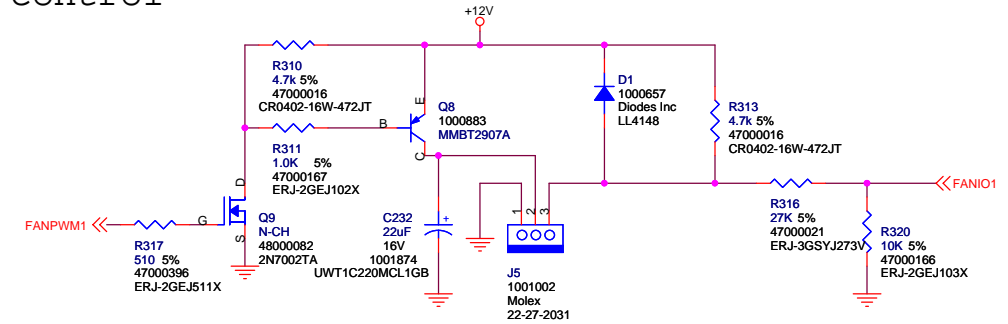 Control
+12V
R310
4.7k 5%
47000016
CR0402-16W-472JT
E
B
C
Q8
1000883
MMBT2907A
D1
1000657
Diodes Inc
LL4148
R313
4.7k 5%
47000016
CR0402-16W-472JT
R311
1.0K 5%
47000167
ERJ-2GEJ102X
FANPWM1
R317
510 5%
47000396
ERJ-2GEJ511X
D
G
S
Q9
N-CH
48000082
2N7002TA
C232
22uF
16V
1001874
UWT1C220MCL1GB
+
1
2
3
J5
1001002
Molex
22-27-2031
R316
27K 5%
47000021
ERJ-3GSYJ273V
FANIO1
R320
10K 5%
47000166
ERJ-2GEJ103X